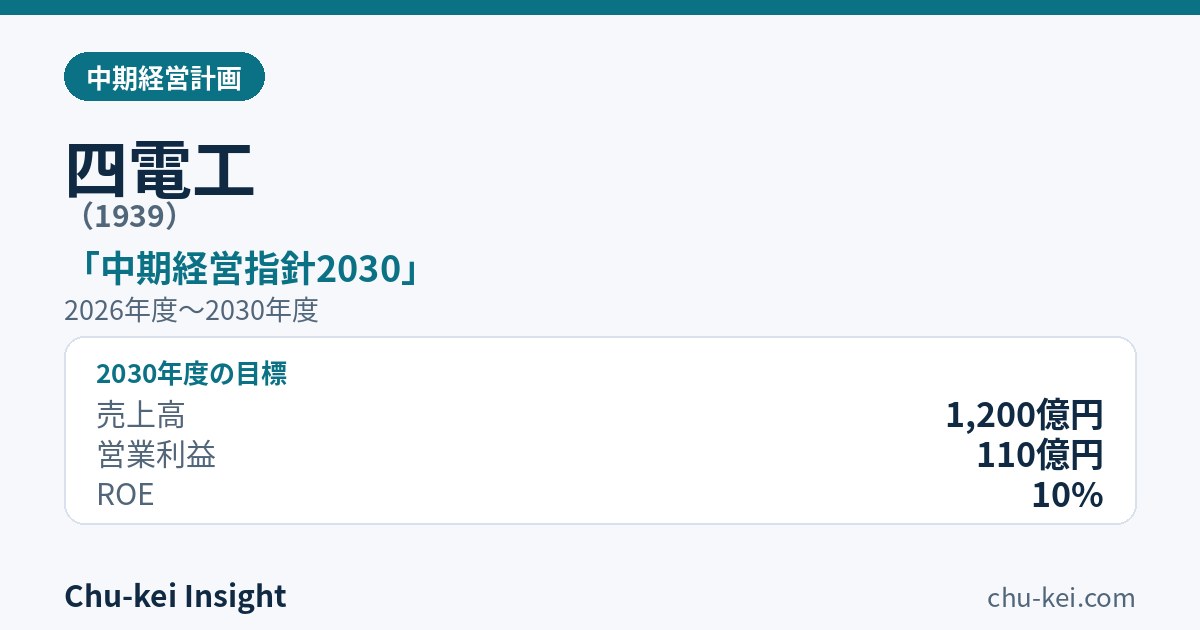 中期経営計画
四電工
（1939）
「中期経営指針2030」
2026年度～2030年度
2030年度の目標
売上高 1,200億円
営業利益 110億円
ROE 10%
Chu-kei Insight chu-kei.com